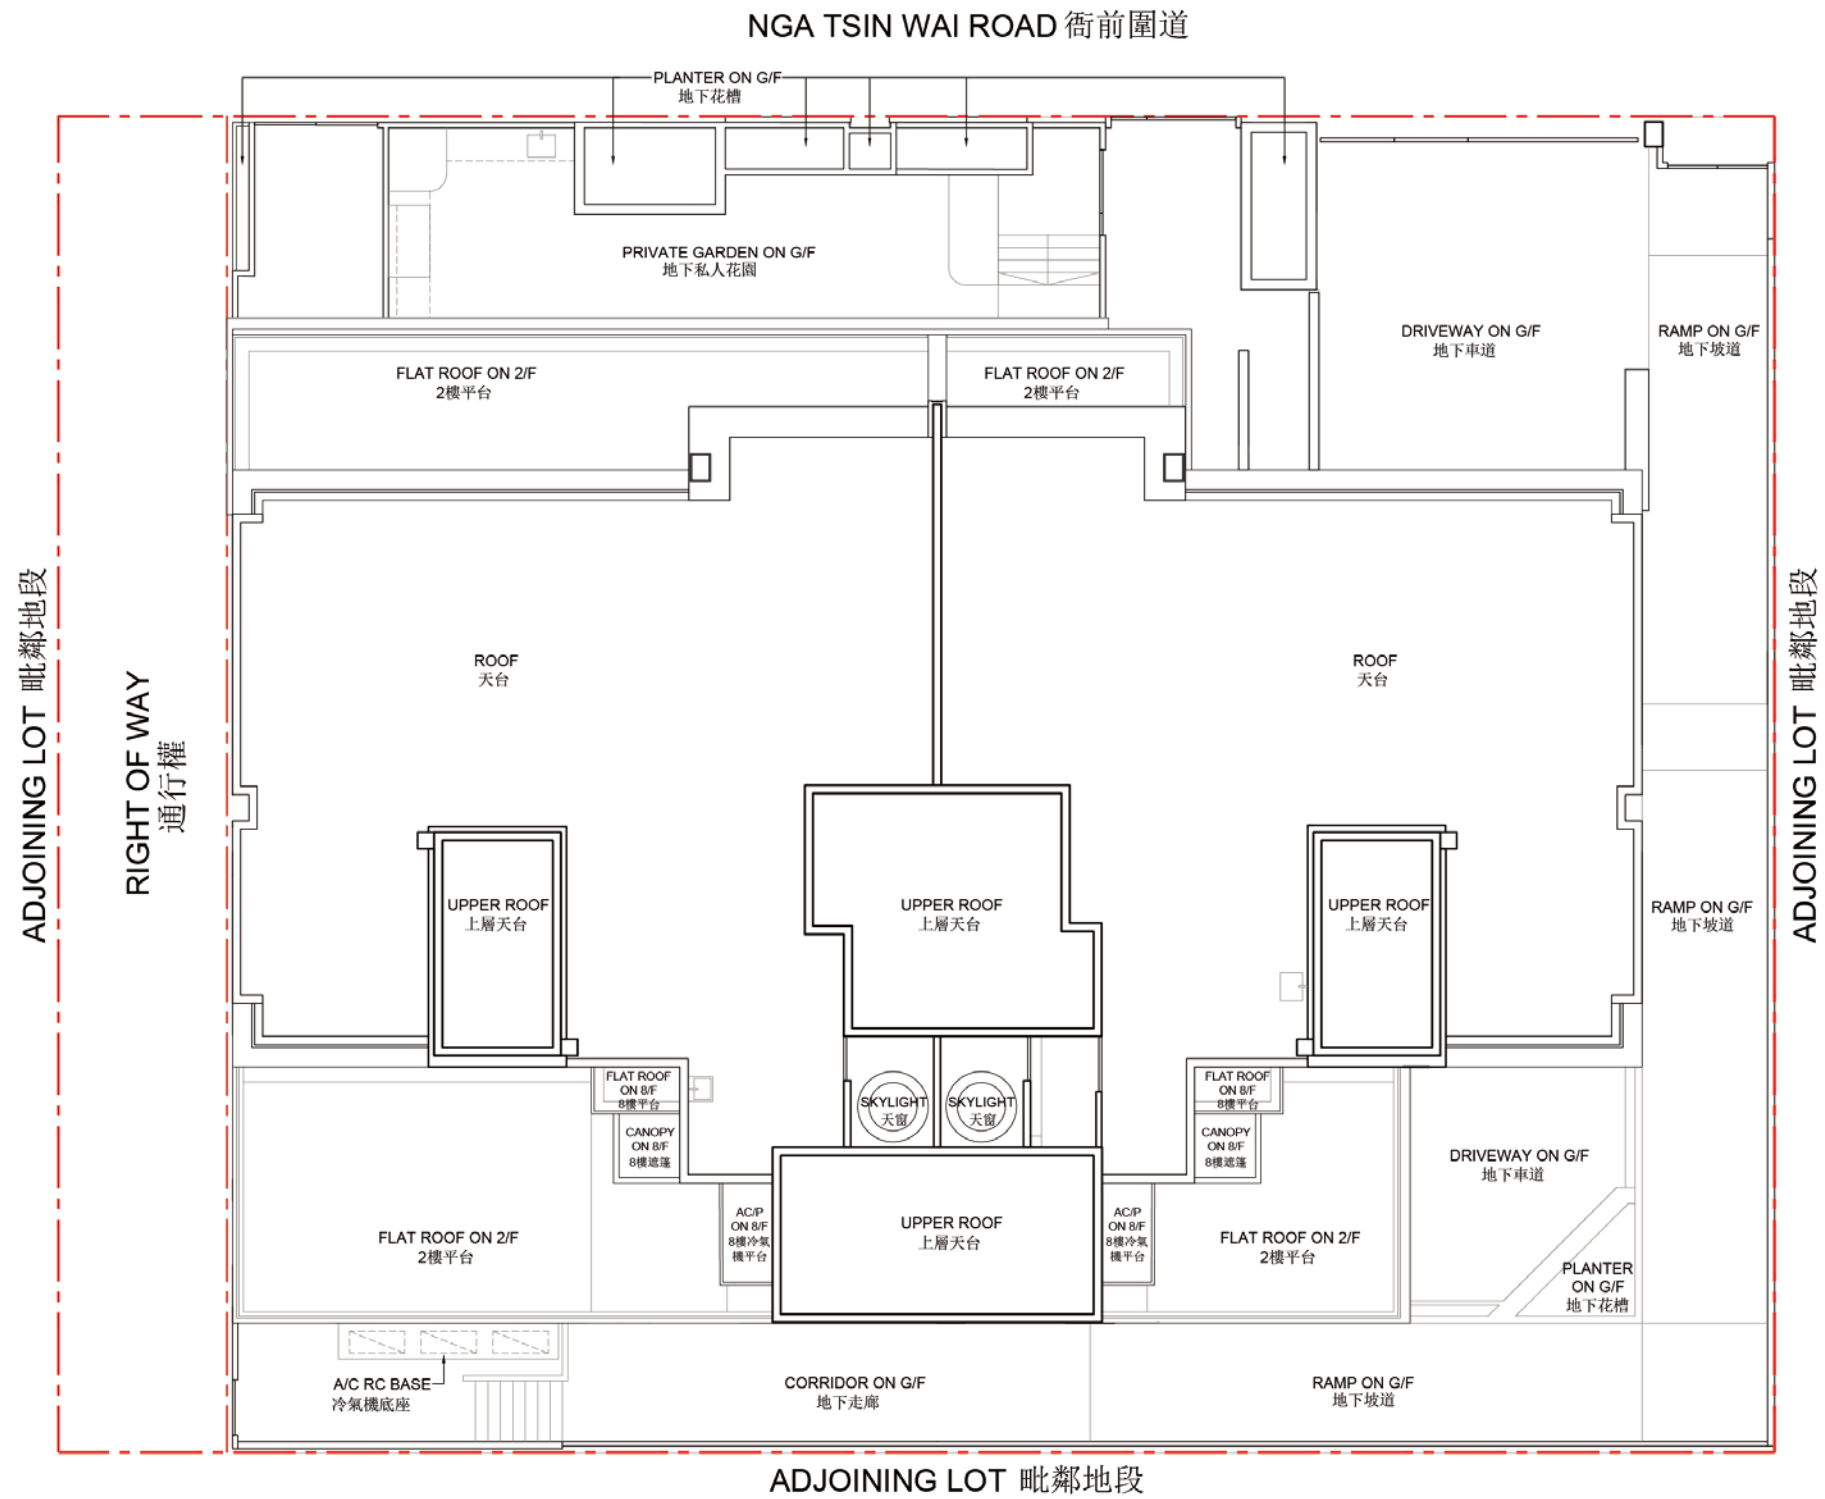 NGA TSIN WAI ROAD 衙前圍道
PLANTER ON G/F
地下花槽
PRIVATE GARDEN ON G/F
地下私人花園
DRIVEWAY ON G/F
地下車道
RAMP ON G/F
地下坡道
FLAT ROOF ON 2/F
2樓平台
FLAT ROOF ON 2/F
2樓平台
ADJOINING LOT 毗鄰地段
RIGHT OF WAY
通行權
ROOF
天台
ROOF
天台
ADJOINING LOT 毗鄰地段
UPPER ROOF
上層天台
UPPER ROOF
上層天台
UPPER ROOF
上層天台
RAMP ON G/F
地下坡道
FLAT ROOF
ON 8/F
8樓平台
SKYLIGHT
天窗
SKYLIGHT
天窗
FLAT ROOF
ON 8/F
8樓平台
CANOPY
ON 8/F
8樓遮篷
CANOPY
ON 8/F
8樓遮篷
DRIVEWAY ON G/F
地下車道
FLAT ROOF ON 2/F
2樓平台
AC/P
ON 8/F
8樓冷氣
機平台
UPPER ROOF
上層天台
AC/P
ON 8/F
8樓冷氣
機平台
FLAT ROOF ON 2/F
2樓平台
PLANTER
ON G/F
地下花槽
A/C RC BASE
冷氣機底座
CORRIDOR ON G/F
地下走廊
RAMP ON G/F
地下坡道
ADJOINING LOT 毗鄰地段